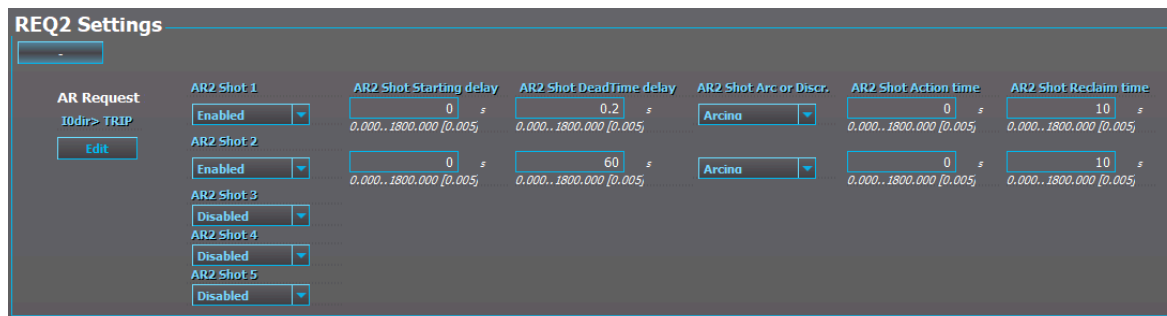 REQ2 Settings
-
AR Request
I0dir> TRIP
Edit
AR2 Shot 1 AR2 Shot Starting delay AR2 Shot DeadTime delay AR2 Shot Arc or Discr. AR2 Shot Action time AR2 Shot Reclaim time
Enabled 0 s 0.2 s Arcing 0 s 10 s
0.000..1800.000 [0.005] 0.000..1800.000 [0.005] 0.000..1800.000 [0.005] 0.000..1800.000 [0.005]
AR2 Shot 2
Enabled 0 s 60 s Arcing 0 s 10 s
0.000..1800.000 [0.005] 0.000..1800.000 [0.005] 0.000..1800.000 [0.005] 0.000..1800.000 [0.005]
AR2 Shot 3
Disabled
AR2 Shot 4
Disabled
AR2 Shot 5
Disabled